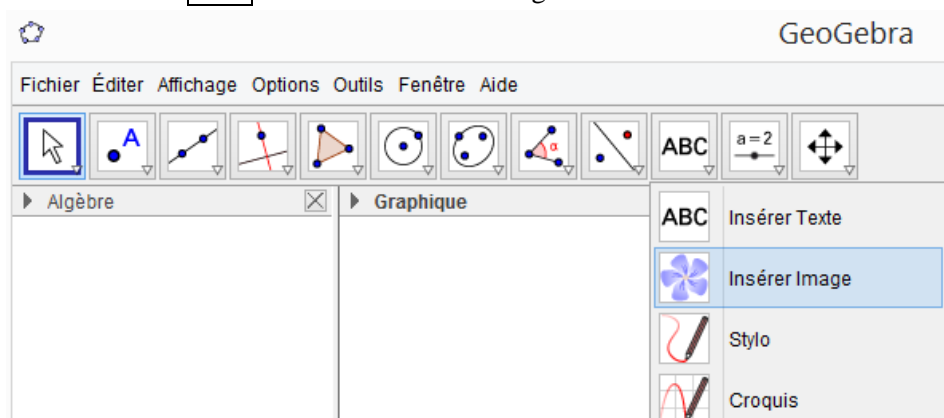 GeoGebra
Fichier Éditer Affichage Options Outils Fenêtre Aide
A
α
ABC
a=2
Algèbre
Graphique
ABC Insérer Texte
Insérer Image
Stylo
Croquis